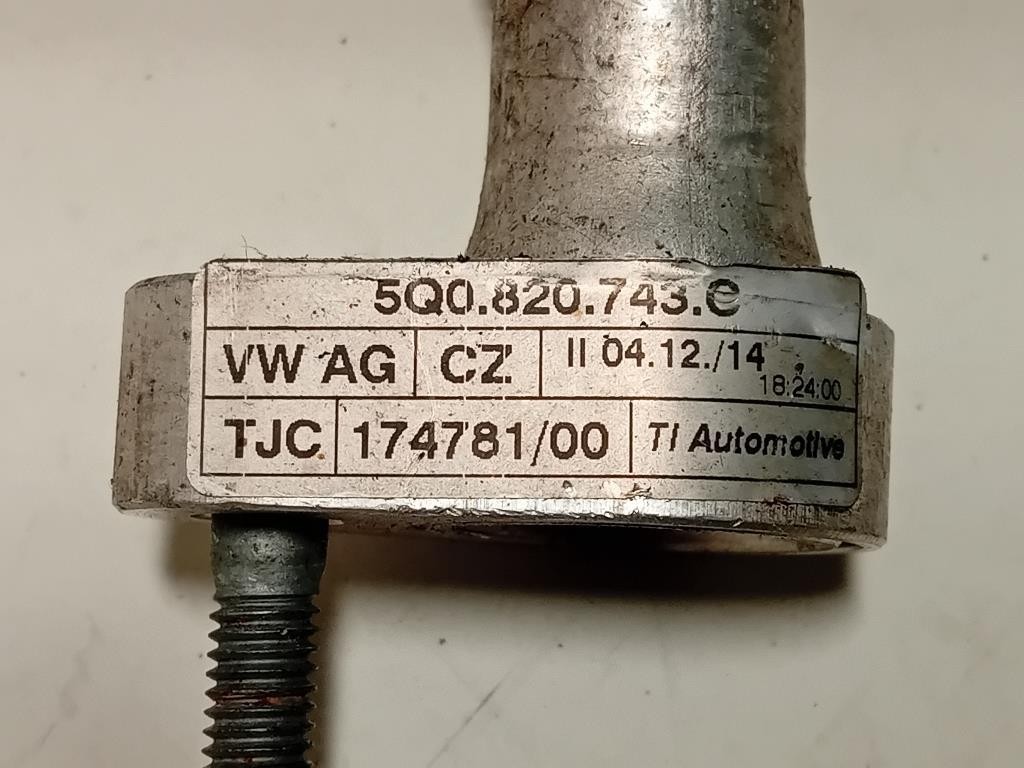 5Q0.820.743.C
VW AG CZ II 04.12./14 18:24:00
TJC 174781/00 TI Automotive